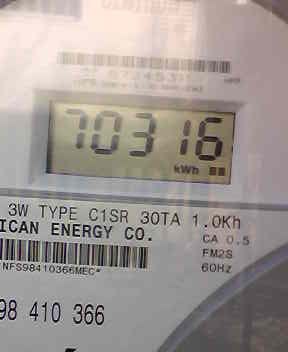 70316
kWh
3W TYPE C1SR 30TA 1.0Kh
ICAN ENERGY CO.
CA 0.5
FM2S
60Hz
*NFS98410366MEC*
98 410 366